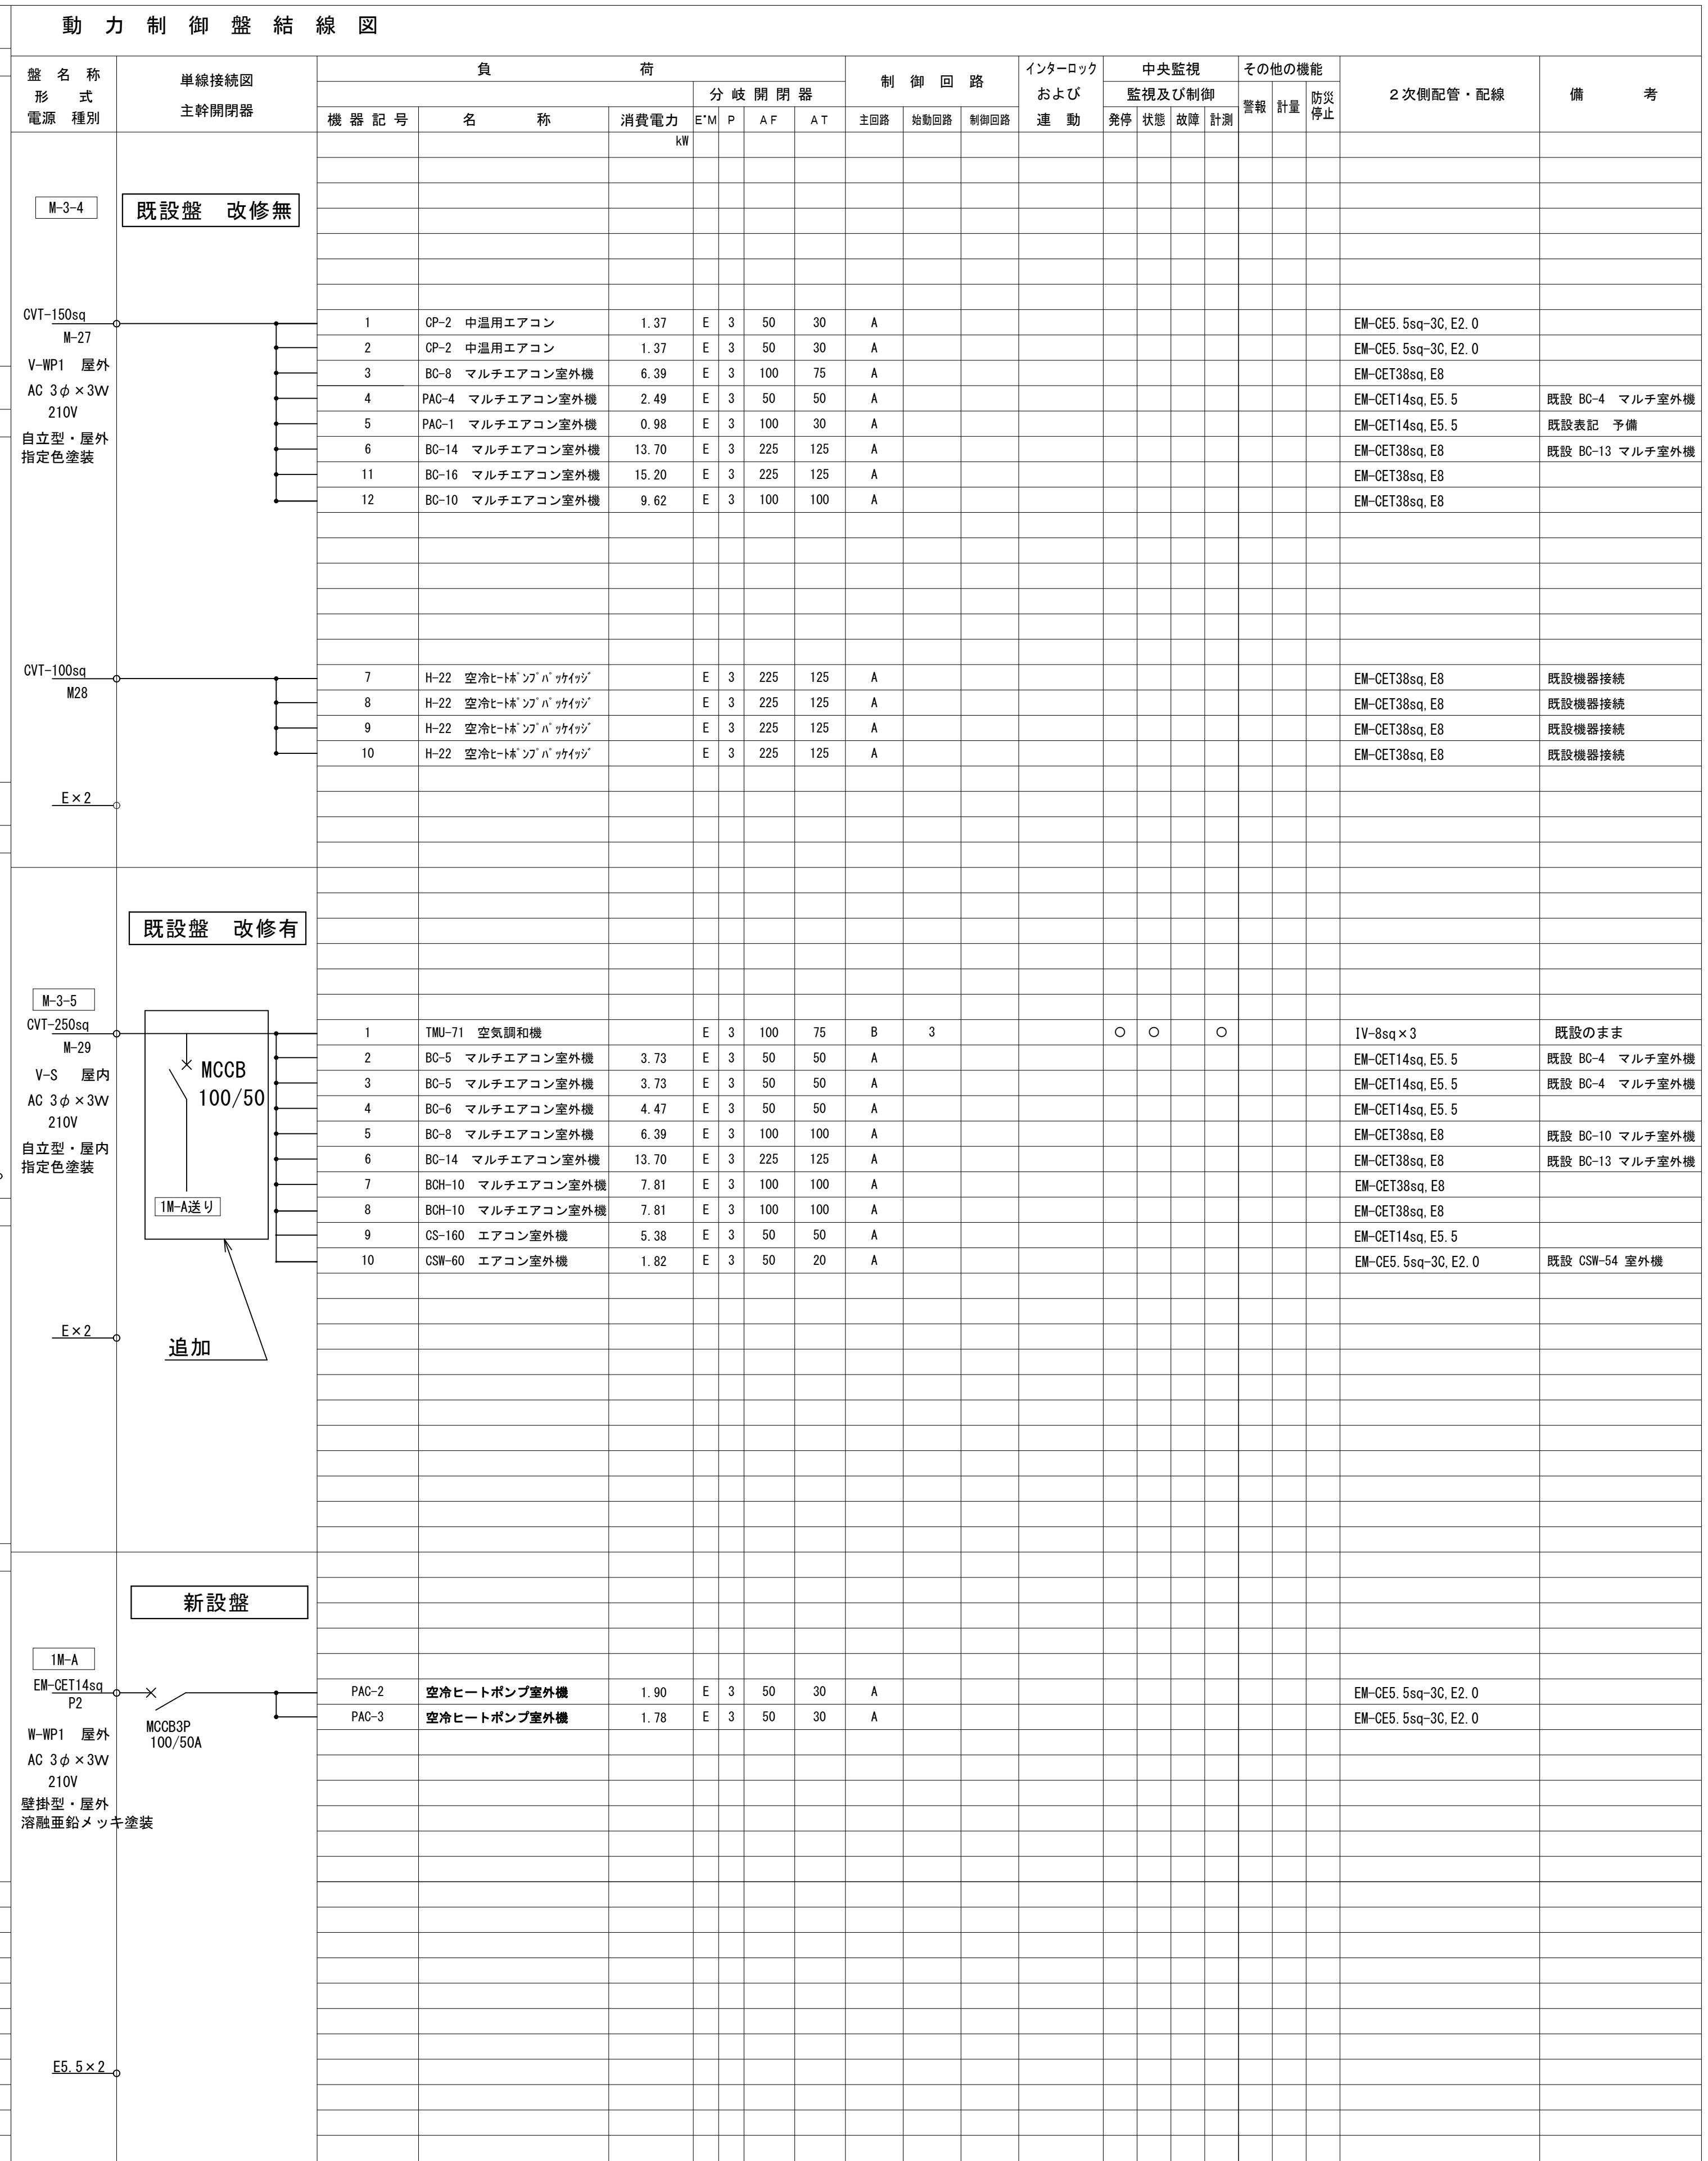 動力制御盤結線図
盤名称
形式
電源 種別
単線接続図
主幹開閉器
負荷
分岐開閉器
機器記号 名称 消費電力 E°M P AF AT
kW
制御回路
主回路 始動回路 制御回路
インターロック
および
連動
中央監視
監視及び制御
発停 状態 故障 計測
その他の機能
警報 計量 防災停止
2次側配管・配線
備考
M-3-4
既設盤 改修無
CVT-150sq
M-27
V-WP1 屋外
AC 3φ×3W
210V
自立型・屋外
指定色塗装
1 CP-2 中温用エアコン 1.37 E 3 50 30 A EM-CE5.5sq-3C,E2.0
2 CP-2 中温用エアコン 1.37 E 3 50 30 A EM-CE5.5sq-3C,E2.0
3 BC-8 マルチエアコン室外機 6.39 E 3 100 75 A EM-CET38sq,E8
4 PAC-4 マルチエアコン室外機 2.49 E 3 50 50 A EM-CET14sq,E5.5 既設 BC-4 マルチ室外機
5 PAC-1 マルチエアコン室外機 0.98 E 3 100 30 A EM-CET14sq,E5.5 既設表記 予備
6 BC-14 マルチエアコン室外機 13.70 E 3 225 125 A EM-CET38sq,E8 既設 BC-13 マルチ室外機
11 BC-16 マルチエアコン室外機 15.20 E 3 225 125 A EM-CET38sq,E8
12 BC-10 マルチエアコン室外機 9.62 E 3 100 100 A EM-CET38sq,E8
CVT-100sq
M28
7 H-22 空冷ﾋｰﾄﾎﾟﾝﾌﾟﾊﾟｯｹｲｯｼﾞ E 3 225 125 A EM-CET38sq,E8 既設機器接続
8 H-22 空冷ﾋｰﾄﾎﾟﾝﾌﾟﾊﾟｯｹｲｯｼﾞ E 3 225 125 A EM-CET38sq,E8 既設機器接続
9 H-22 空冷ﾋｰﾄﾎﾟﾝﾌﾟﾊﾟｯｹｲｯｼﾞ E 3 225 125 A EM-CET38sq,E8 既設機器接続
10 H-22 空冷ﾋｰﾄﾎﾟﾝﾌﾟﾊﾟｯｹｲｯｼﾞ E 3 225 125 A EM-CET38sq,E8 既設機器接続
E×2
既設盤 改修有
M-3-5
CVT-250sq
M-29
V-S 屋内
AC 3φ×3W
210V
自立型・屋内
指定色塗装
MCCB
100/50
1M-A送り
追加
1 TMU-71 空気調和機 E 3 100 75 B 3 ○ ○ ○ IV-8sq×3 既設のまま
2 BC-5 マルチエアコン室外機 3.73 E 3 50 50 A EM-CET14sq,E5.5 既設 BC-4 マルチ室外機
3 BC-5 マルチエアコン室外機 3.73 E 3 50 50 A EM-CET14sq,E5.5 既設 BC-4 マルチ室外機
4 BC-6 マルチエアコン室外機 4.47 E 3 50 50 A EM-CET14sq,E5.5
5 BC-8 マルチエアコン室外機 6.39 E 3 100 100 A EM-CET38sq,E8 既設 BC-10 マルチ室外機
6 BC-14 マルチエアコン室外機 13.70 E 3 225 125 A EM-CET38sq,E8 既設 BC-13 マルチ室外機
7 BCH-10 マルチエアコン室外機 7.81 E 3 100 100 A EM-CET38sq,E8
8 BCH-10 マルチエアコン室外機 7.81 E 3 100 100 A EM-CET38sq,E8
9 CS-160 エアコン室外機 5.38 E 3 50 50 A EM-CET14sq,E5.5
10 CSW-60 エアコン室外機 1.82 E 3 50 20 A EM-CE5.5sq-3C,E2.0 既設 CSW-54 室外機
E×2
新設盤
1M-A
EM-CET14sq
P2
W-WP1 屋外
AC 3φ×3W
210V
壁掛型・屋外
溶融亜鉛メッキ塗装
MCCB3P
100/50A
PAC-2 空冷ヒートポンプ室外機 1.90 E 3 50 30 A EM-CE5.5sq-3C,E2.0
PAC-3 空冷ヒートポンプ室外機 1.78 E 3 50 30 A EM-CE5.5sq-3C,E2.0
E5.5×2